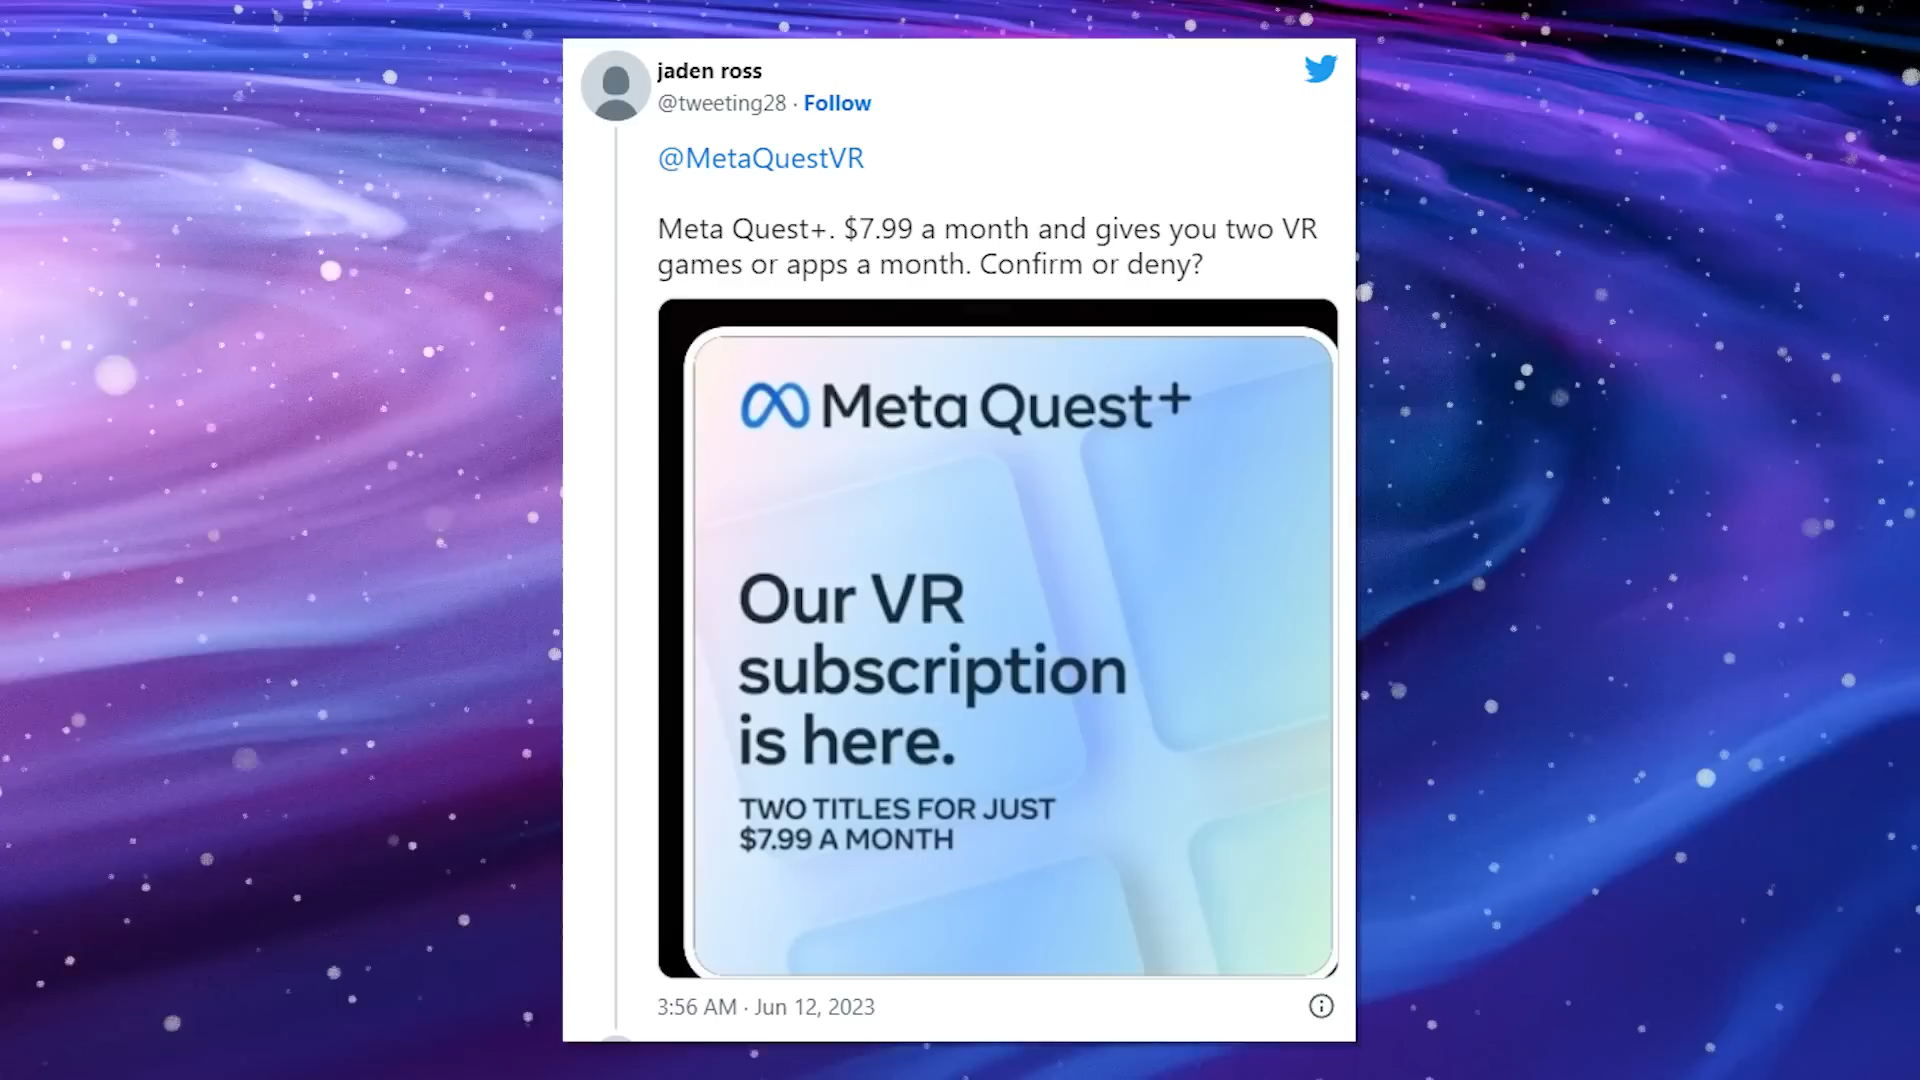 jaden ross
@tweeting28 · Follow
@MetaQuestVR
Meta Quest+. $7.99 a month and gives you two VR
games or apps a month. Confirm or deny?
Meta Quest+
Our VR
subscription
is here.
TWO TITLES FOR JUST
$7.99 A MONTH
3:56 AM · Jun 12, 2023